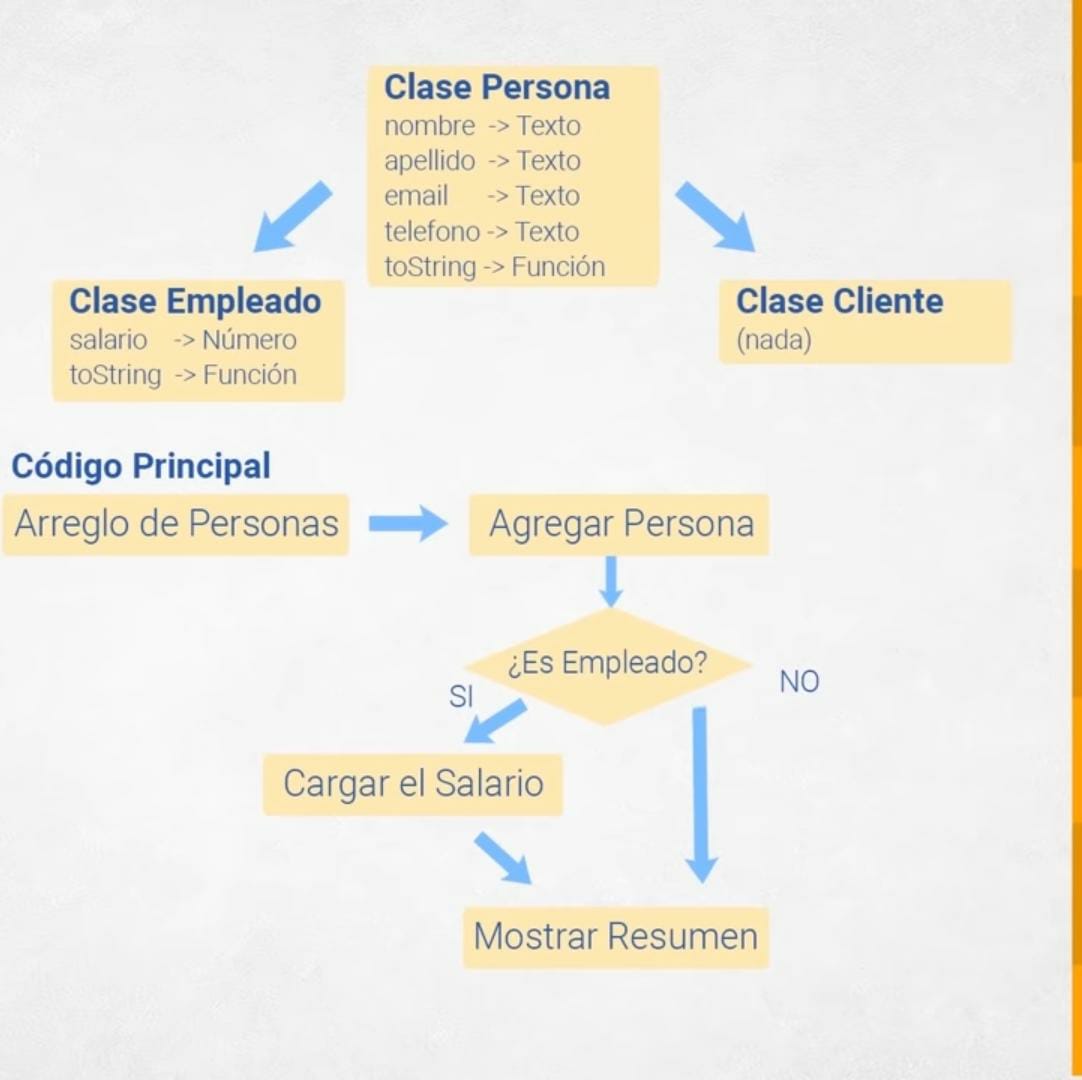 Clase Persona
nombre -> Texto
apellido -> Texto
email -> Texto
telefono -> Texto
toString -> Función
Clase Empleado
salario -> Número
toString -> Función
Clase Cliente
(nada)
Código Principal
Arreglo de Personas
Agregar Persona
¿Es Empleado?
SI
NO
Cargar el Salario
Mostrar Resumen